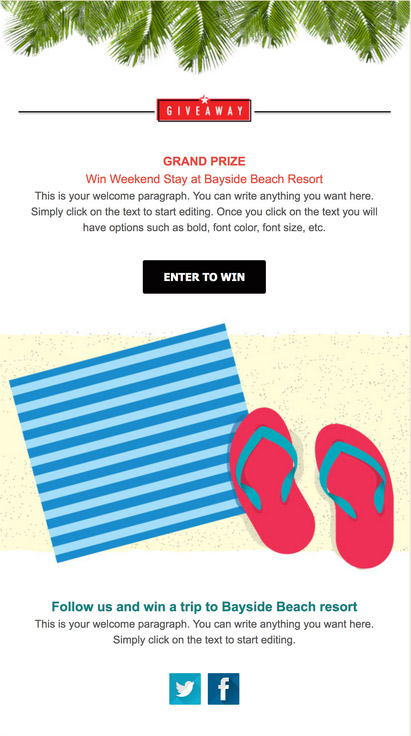 GIVEAWAY
GRAND PRIZE
Win Weekend Stay at Bayside Beach Resort
This is your welcome paragraph. You can write anything you want here.
Simply click on the text to start editing. Once you click on the text you will
have options such as bold, font color, font size, etc.
ENTER TO WIN
Follow us and win a trip to Bayside Beach resort
This is your welcome paragraph. You can write anything you want here.
Simply click on the text to start editing.